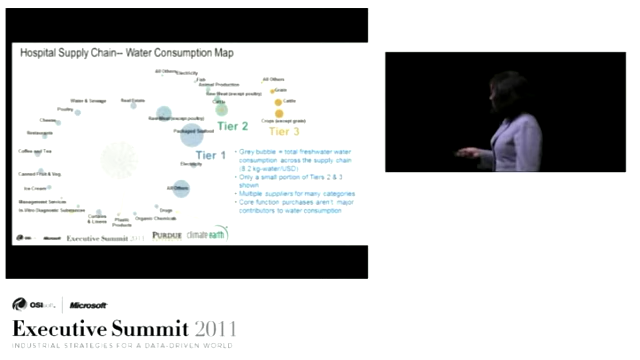 Hospital Supply Chain-- Water Consumption Map
All Others
Electricity
Fish
Animal Production
Raw Meat (except poultry)
Cattle
All Others
Grain
Cattle
Crops (except grain)
Water & Sewage
Real Estate
Poultry
Cheese
Restaurants
Coffee and Tea
Canned Fruit & Veg
Ice Cream
Management Services
In-Vitro Diagnostic Substances
Curtains
& Linens
Plastic
Products
Organic Chemicals
Drugs
All Others
Electricity
Packaged Seafood
Raw Meat (except poultry)
Tier 1
Tier 2
Tier 3
• Grey bubble = total freshwater water
consumption across the supply chain
(8.2 kg-water/USD)
• Only a small portion of Tiers 2 & 3
shown
• Multiple suppliers for many categories
• Core function purchases aren't major
contributors to water consumption
OSIsoft. Microsoft Executive Summit 2011
PURDUE climate earth
OSIsoft. Microsoft
Executive Summit 2011
INDUSTRIAL STRATEGIES FOR A DATA-DRIVEN WORLD